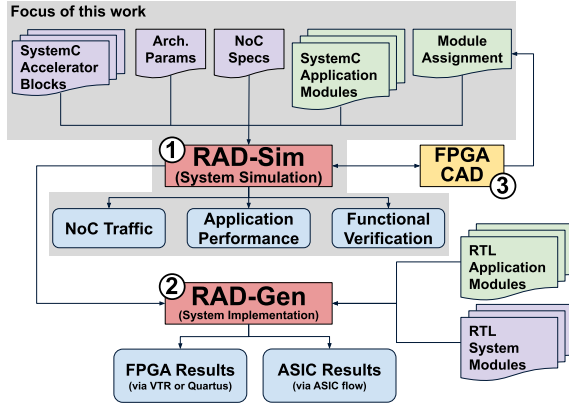 Focus of this work
SystemC
Accelerator
Blocks
Arch.
Params
NoC
Specs
SystemC
Application
Modules
Module
Assignment
1
RAD-Sim
(System Simulation)
FPGA
CAD
3
NoC Traffic
Application
Performance
Functional
Verification
2
RAD-Gen
(System Implementation)
RTL
Application
Modules
RTL
System
Modules
FPGA Results
(via VTR or Quartus)
ASIC Results
(via ASIC flow)